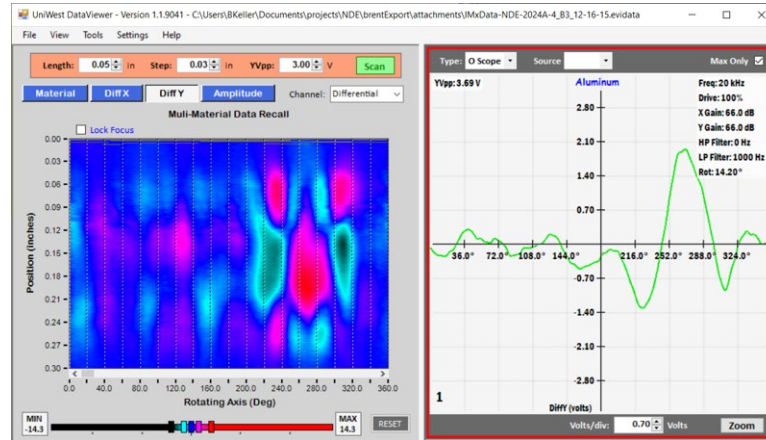 UniWest DataViewer - Version 1.1.9041 - C:\Users\BKeller\Documents\projects\NDE\brentExport\attachments\IMxData-NDE-2024A-4_B3_12-16-15.evidata
File View Tools Settings Help
Length: 0.05 in Step: 0.03 in YVpp: 3.00 V Scan
Material Diff X Diff Y Amplitude Channel: Differential
Muli-Material Data Recall
Lock Focus
0.00
0.03
0.06
0.09
0.12
0.15
0.18
0.21
0.24
0.27
0.30
Position (inches)
0.0 40.0 80.0 120.0 160.0 200.0 240.0 280.0 320.0 360.0
Rotating Axis (Deg)
MIN
-14.3
MAX
14.3
RESET
Type: O Scope Source Max Only
YVpp: 3.69 V
Aluminum
Freq: 20 kHz
Drive: 100%
X Gain: 66.0 dB
Y Gain: 66.0 dB
HP Filter: 0 Hz
LP Filter: 1000 Hz
Rot: 14.20°
2.80
2.10
1.40
0.70
36.0° 72.0° 108.0° 144.0° 216.0° 252.0° 288.0° 324.0°
-0.70
-1.40
-2.10
-2.80
1
DiffY (volts)
Volts/div: 0.70 Volts Zoom